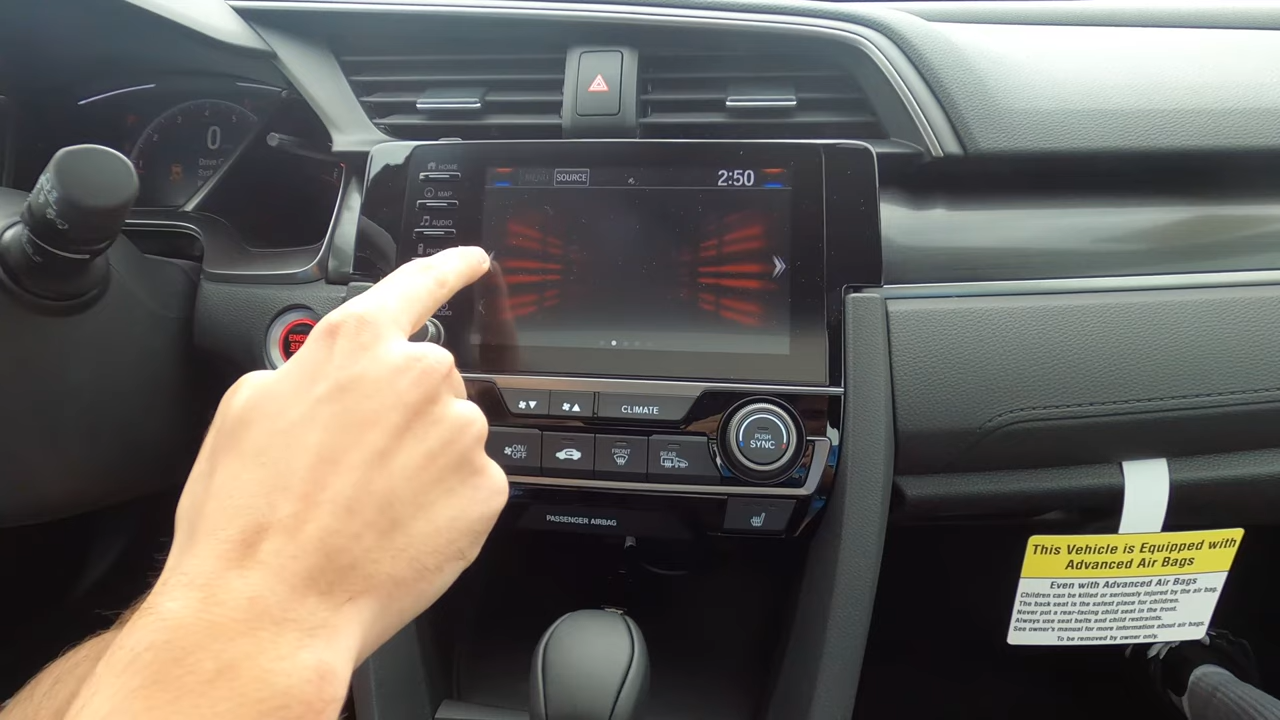 0
Drive
HOME
MAP
AUDIO
MENU
SOURCE
2:50
ENG
CLIMATE
ON/
OFF
FRONT
REAR
PUSH
SYNC
PASSENGER AIRBAG
This Vehicle is Equipped with
Advanced Air Bags
Even with Advanced Air Bags
Children can be killed or seriously injured by the air bag.
The back seat is the safest place for children.
Never put a rear-facing child seat in the front.
Always use seat belts and child restraints.
See owner's manual for more information about air bags.
To be removed by owner only.